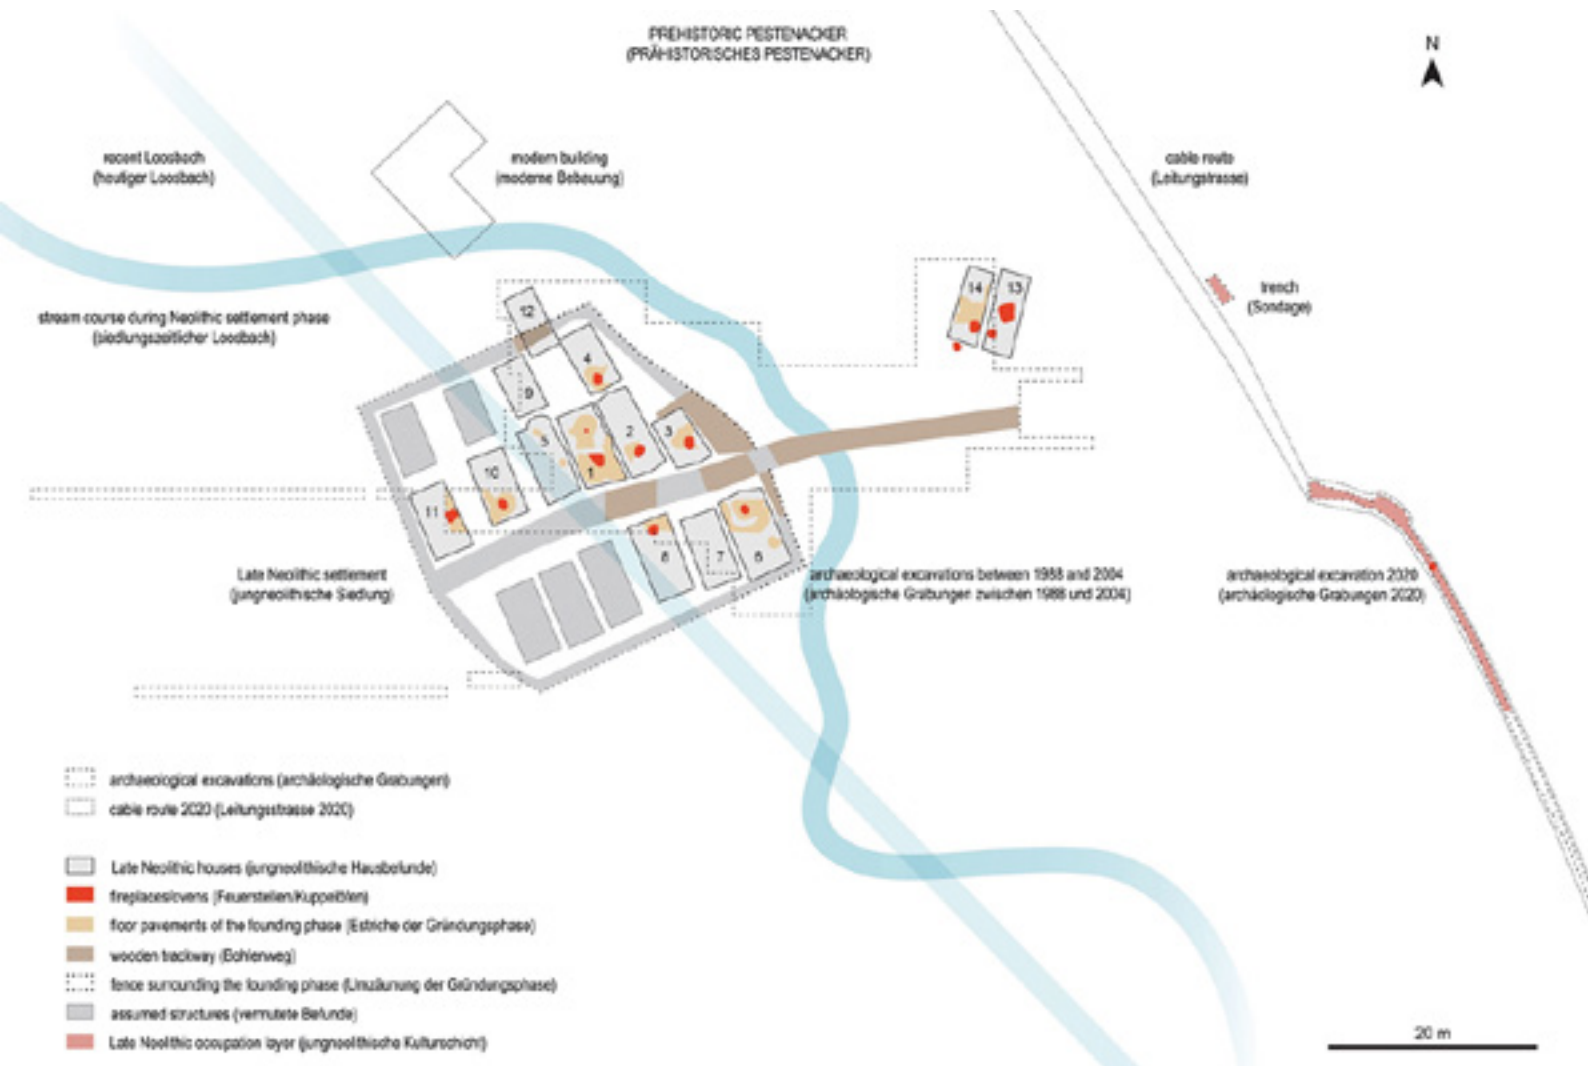 PREHISTORIC PESTENACKER
(PRÄHISTORISCHES PESTENACKER)
N
recent Loosbach
(heutiger Loosbach)
modern building
(moderne Bebauung)
cable route
(Leitungstrasse)
trench
(Sondage)
stream course during Neolithic settlement phase
(siedlungszeitlicher Loosbach)
14
13
12
4
9
5
1
2
3
10
11
6
7
Late Neolithic settlement
(jungneolithische Siedlung)
archaeological excavations between 1988 and 2004
(archäologische Grabungen zwischen 1988 und 2004)
archaeological excavation 2020
(archäologische Grabungen 2020)
archaeological excavations (archäologische Grabungen)
cable route 2020 (Leitungsstrasse 2020)
Late Neolithic houses (jungneolithische Hausbefunde)
fireplaces/ovens (Feuerstellen/Kuppelöfen)
floor pavements of the founding phase (Estriche der Gründungsphase)
wooden trackway (Bohlenweg)
fence surrounding the founding phase (Umzäunung der Gründungsphase)
assumed structures (vermutete Befunde)
Late Neolithic occupation layer (jungneolithische Kulturschicht)
20 m